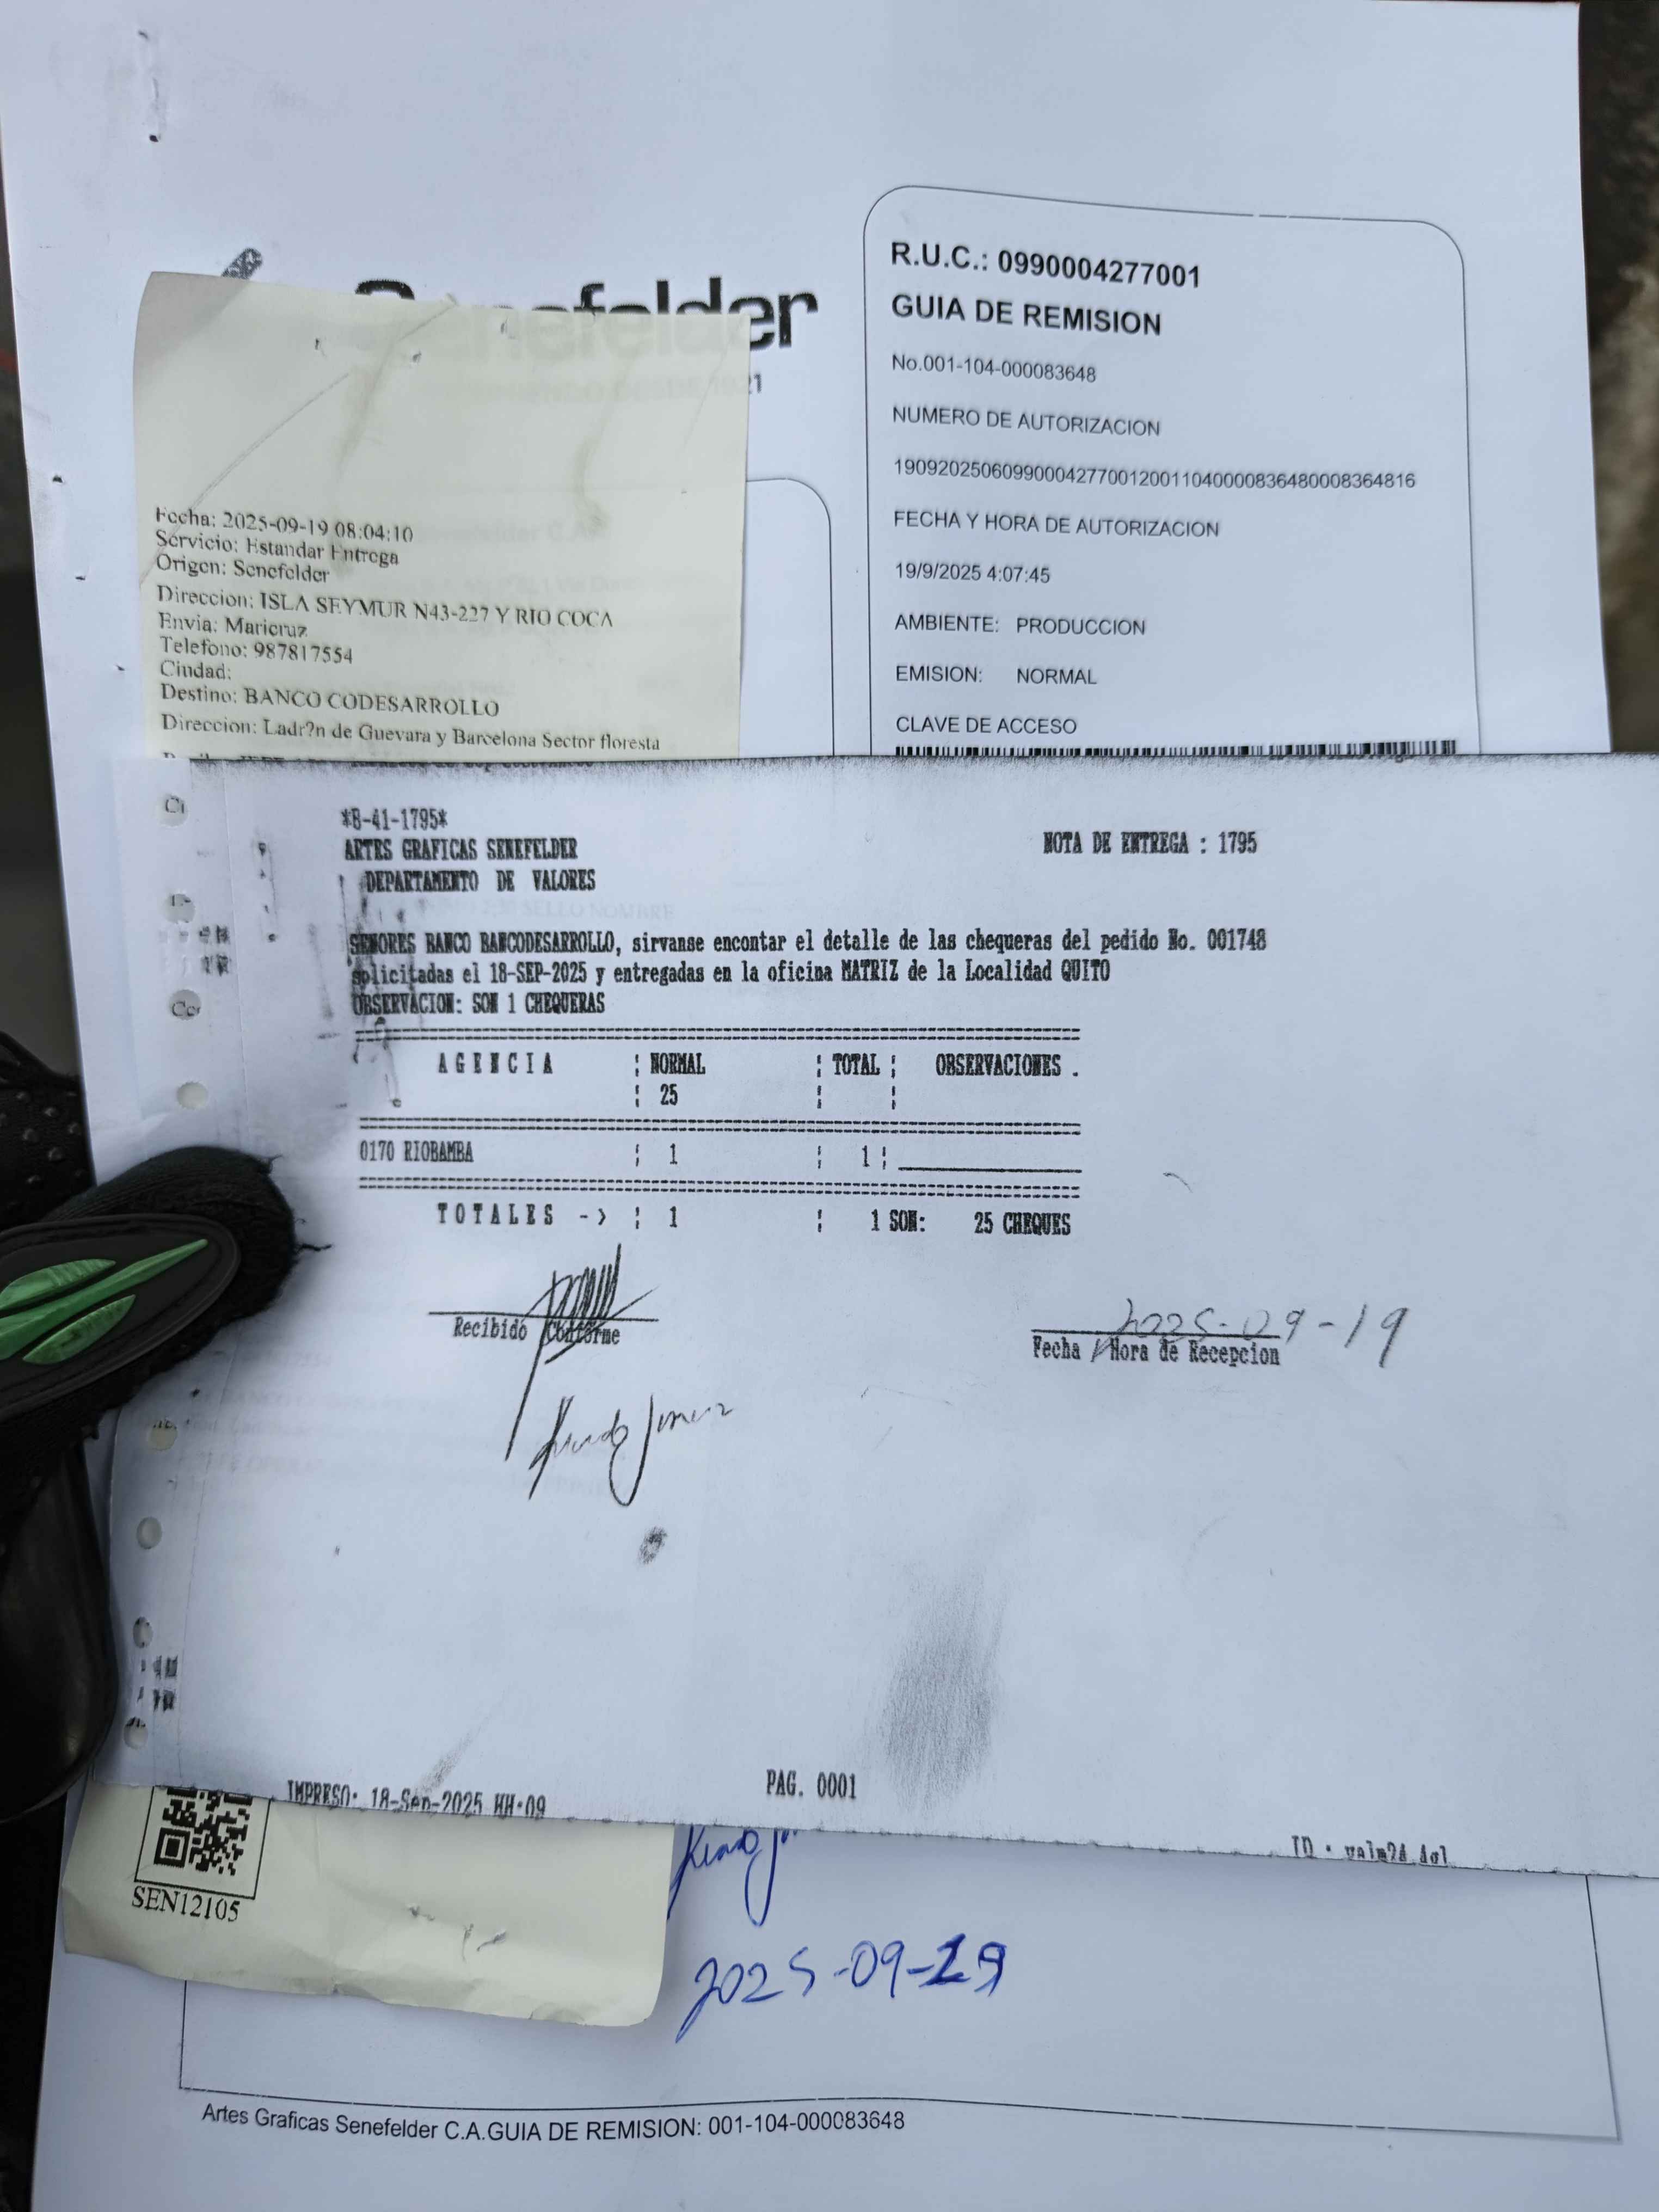 Senefelder
R.U.C.: 0990004277001
GUIA DE REMISION
No.001-104-000083648
NUMERO DE AUTORIZACION
1909202506099000427700120011040000836480008364816
FECHA Y HORA DE AUTORIZACION
19/9/2025 4:07:45
AMBIENTE: PRODUCCION
EMISION: NORMAL
CLAVE DE ACCESO
Fecha: 2025-09-19 08:04:10
Servicio: Estandar Entrega
Origen: Senefelder
Direccion: ISLA SEYMUR N43-227 Y RIO COCA
Envia: Maricruz
Telefono: 987817554
Ciudad:
Destino: BANCO CODESARROLLO
Direccion: Ladr?n de Guevara y Barcelona Sector floresta
*B-41-1795*
ARTES GRAFICAS SENEFELDER
NOTA DE ENTREGA : 1795
DEPARTAMENTO DE VALORES
SENORES BANCO BANCODESARROLLO, sirvanse encontar el detalle de las chequeras del pedido No. 001748
solicitadas el 18-SEP-2025 y entregadas en la oficina MATRIZ de la Localidad QUITO
OBSERVACION: SON 1 CHEQUERAS
A G E N C I A ¦ NORMAL ¦ TOTAL ¦ OBSERVACIONES .
¦ 25 ¦ ¦
0170 RIOBAMBA ¦ 1 ¦ 1 ¦
T O T A L E S -> ¦ 1 ¦ 1 SON: 25 CHEQUES
2025-09-19
Recibido Conforme
Fecha / Hora de Recepcion
IMPRESO: 18-Sep-2025 HH:09
PAG. 0001
SEN12105
2025-09-19
Artes Graficas Senefelder C.A.GUIA DE REMISION: 001-104-000083648